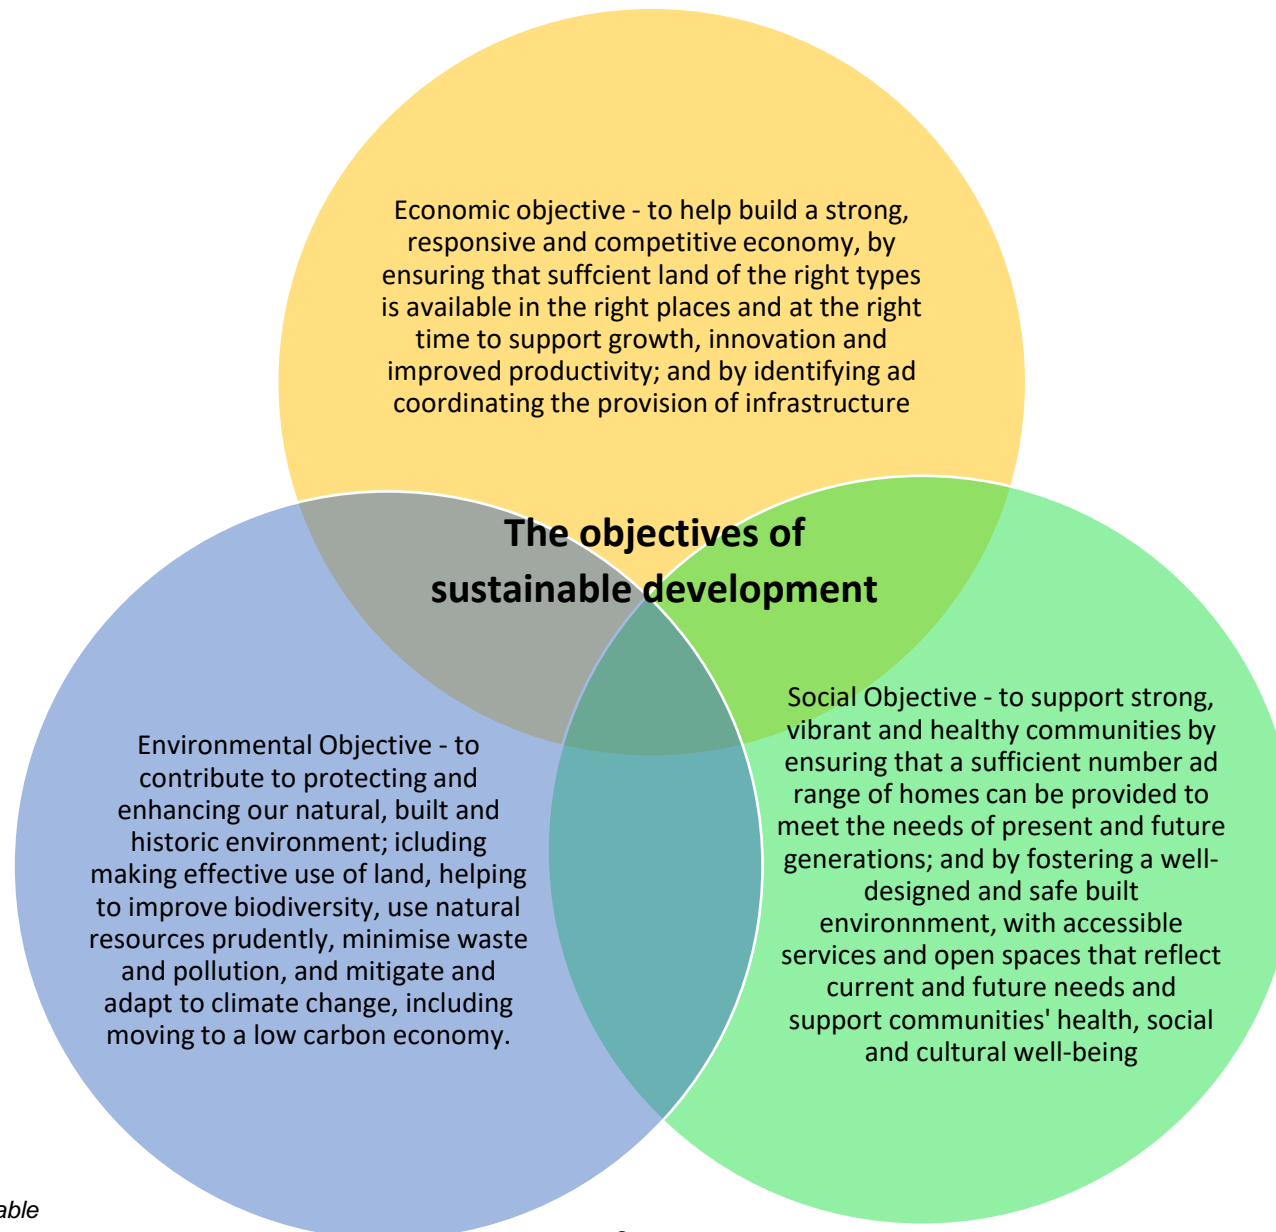 Economic objective - to help build a strong,
responsive and competitive economy, by
ensuring that suffcient land of the right types
is available in the right places and at the right
time to support growth, innovation and
improved productivity; and by identifying ad
coordinating the provision of infrastructure
The objectives of
sustainable development
Environmental Objective - to
contribute to protecting and
enhancing our natural, built and
historic environment; icluding
making effective use of land, helping
to improve biodiversity, use natural
resources prudently, minimise waste
and pollution, and mitigate and
adapt to climate change, including
moving to a low carbon economy.
Social Objective - to support strong,
vibrant and healthy communities by
ensuring that a sufficient number ad
range of homes can be provided to
meet the needs of present and future
generations; and by fostering a well-
designed and safe built
environnment, with accessible
services and open spaces that reflect
current and future needs and
support communities' health, social
and cultural well-being